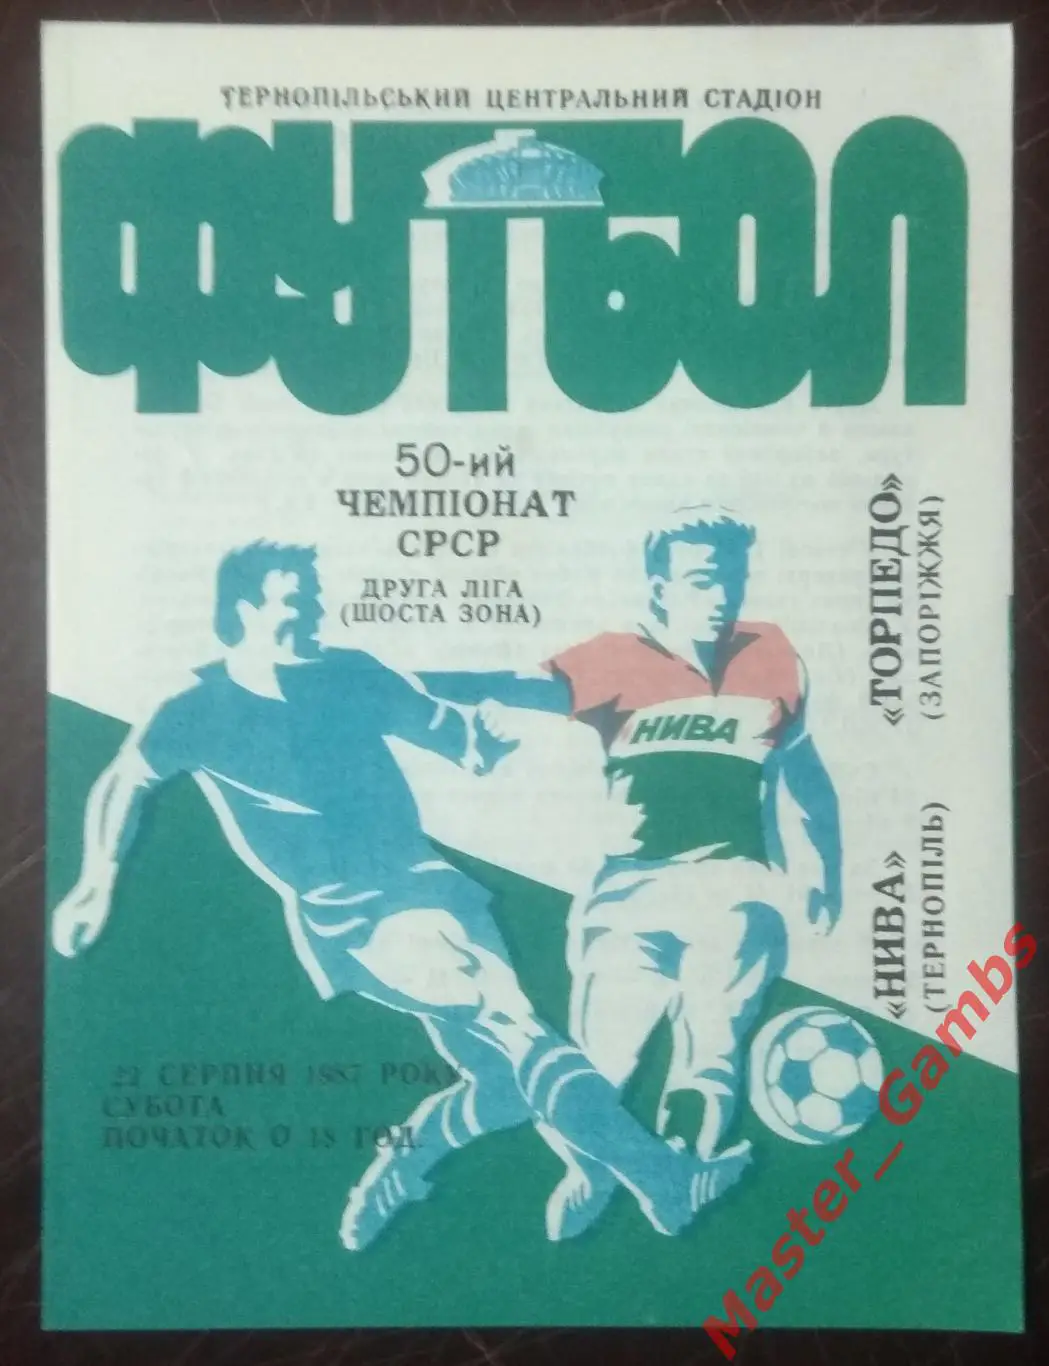 ТЕРНОПІЛЬСЬКИЙ ЦЕНТРАЛЬНИЙ СТАДІОН
ФУТБОЛ
50-ий
ЧЕМПІОНАТ
СРСР
ДРУГА ЛІГА
(ШОСТА ЗОНА)
«ТОРПЕДО»
(ЗАПОРІЖЖЯ)
НИВА
«НИВА»
(ТЕРНОПІЛЬ)
22 СЕРПНЯ 1987 РОКУ
СУБОТА
ПОЧАТОК О 18 ГОД.
Master_Gambs